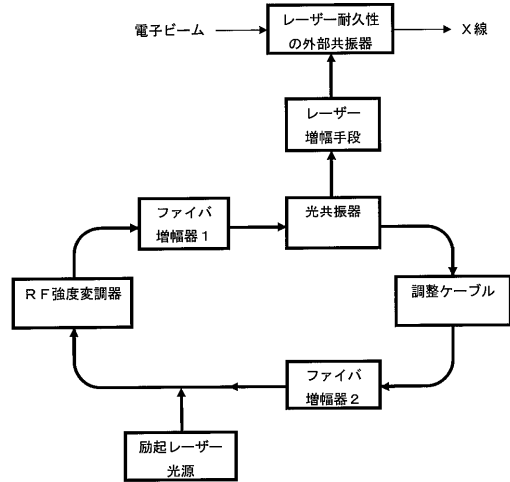 電子ビーム
レーザー耐久性
の外部共振器
X線
レーザー
増幅手段
ファイバ
増幅器1
光共振器
RF強度変調器
調整ケーブル
ファイバ
増幅器2
励起レーザー
光源